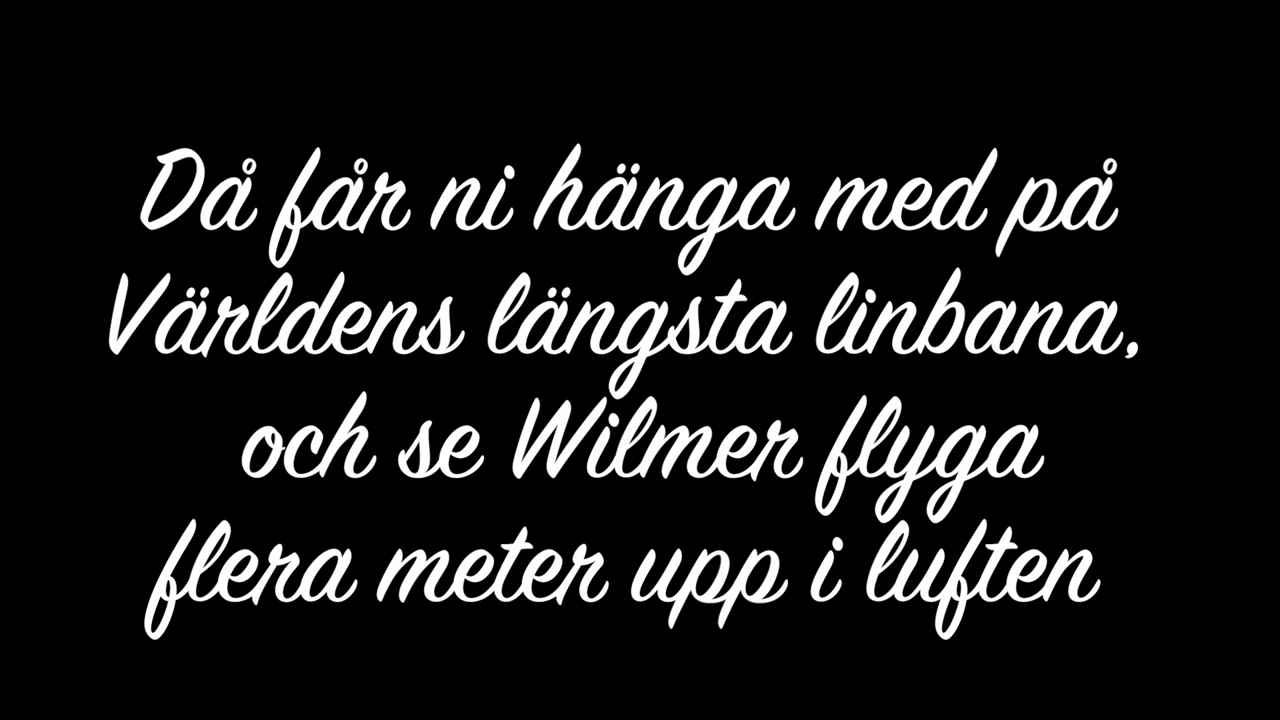 Då får ni hänga med på
Världens längsta linbana,
och se Wilmer flyga
flera meter upp i luften